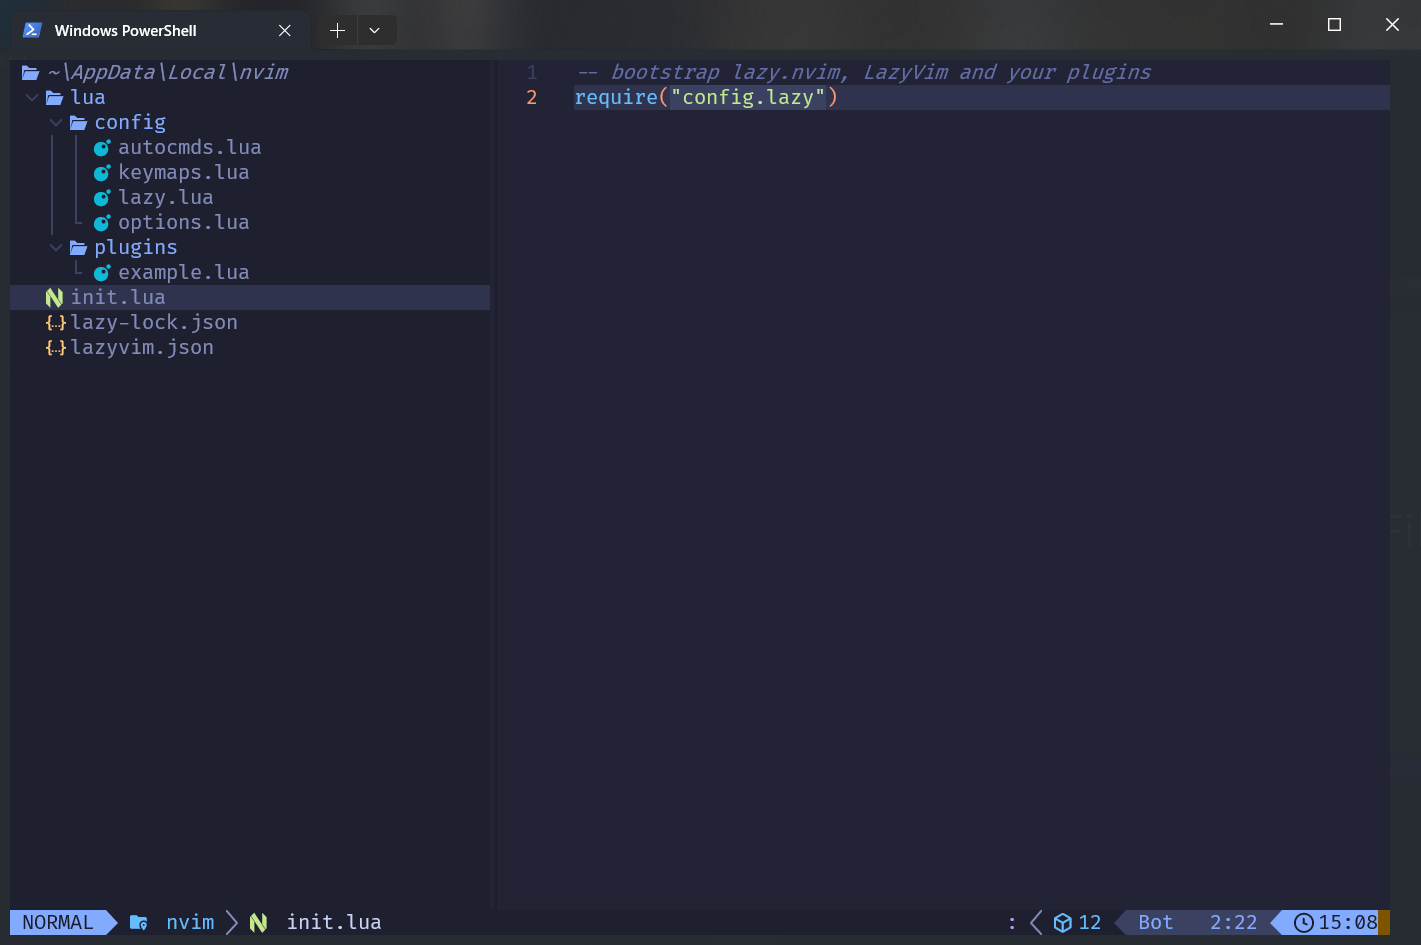 Windows PowerShell
~\AppData\Local\nvim
lua
config
autocmds.lua
keymaps.lua
lazy.lua
options.lua
plugins
example.lua
init.lua
{..} lazy-lock.json
{..} lazyvim.json
1 -- bootstrap lazy.nvim, LazyVim and your plugins
2 require("config.lazy")
NORMAL nvim init.lua : 12 Bot 2:22 15:08